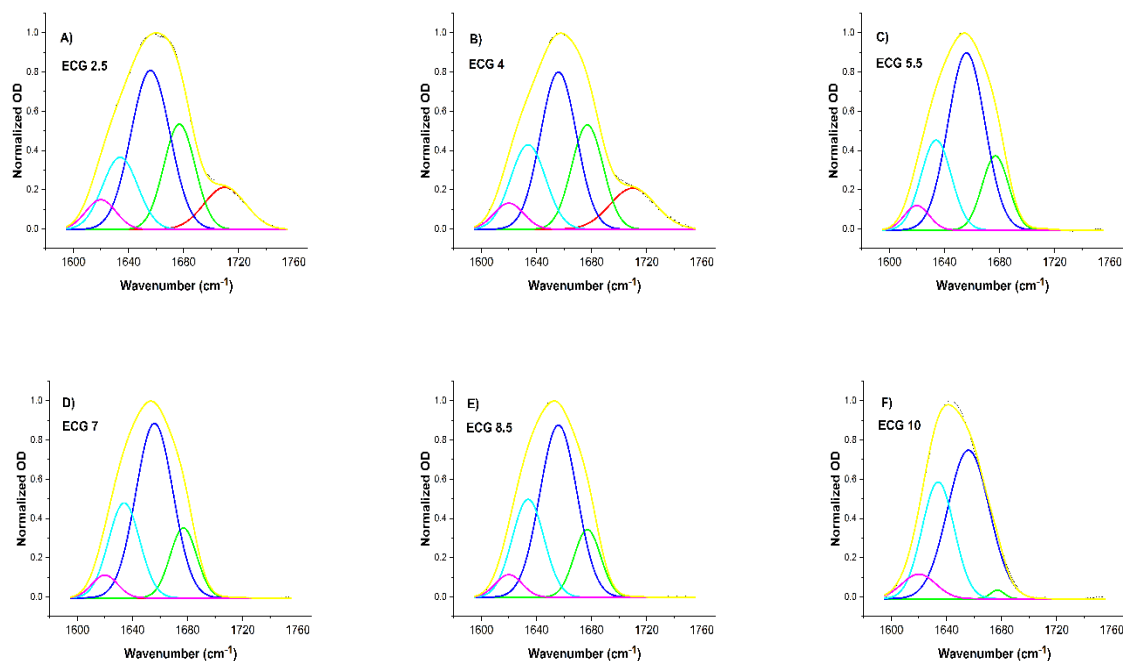 A)
ECG 2.5
Normalized OD
1.0
0.8
0.6
0.4
0.2
0.0
1600 1640 1680 1720 1760
Wavenumber (cm-1)
B)
ECG 4
Normalized OD
1.0
0.8
0.6
0.4
0.2
0.0
1600 1640 1680 1720 1760
Wavenumber (cm-1)
C)
ECG 5.5
Normalized OD
1.0
0.8
0.6
0.4
0.2
0.0
1600 1640 1680 1720 1760
Wavenumber (cm-1)
D)
ECG 7
Normalized OD
1.0
0.8
0.6
0.4
0.2
0.0
1600 1640 1680 1720 1760
Wavenumber (cm-1)
E)
ECG 8.5
Normalized OD
1.0
0.8
0.6
0.4
0.2
0.0
1600 1640 1680 1720 1760
Wavenumber (cm-1)
F)
ECG 10
Normalized OD
1.0
0.8
0.6
0.4
0.2
0.0
1600 1640 1680 1720 1760
Wavenumber (cm-1)